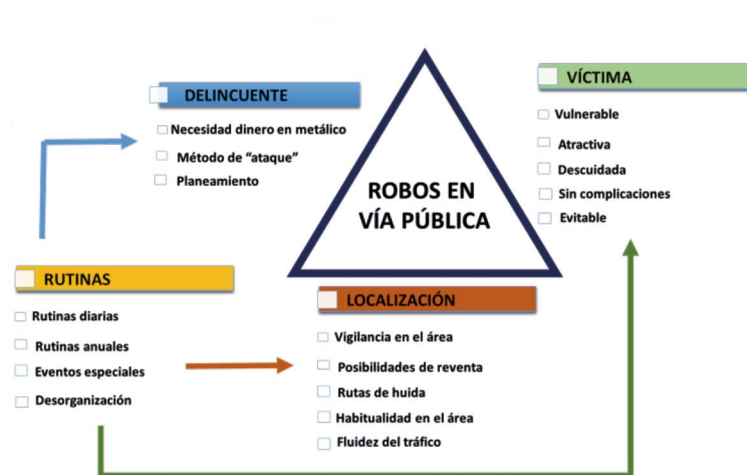 DELINCUENTE
Necesidad dinero en metálico
Método de “ataque”
Planeamiento
ROBOS EN
VÍA PÚBLICA
VÍCTIMA
Vulnerable
Atractiva
Descuidada
Sin complicaciones
Evitable
RUTINAS
Rutinas diarias
Rutinas anuales
Eventos especiales
Desorganización
LOCALIZACIÓN
Vigilancia en el área
Posibilidades de reventa
Rutas de huida
Habitualidad en el área
Fluidez del tráfico